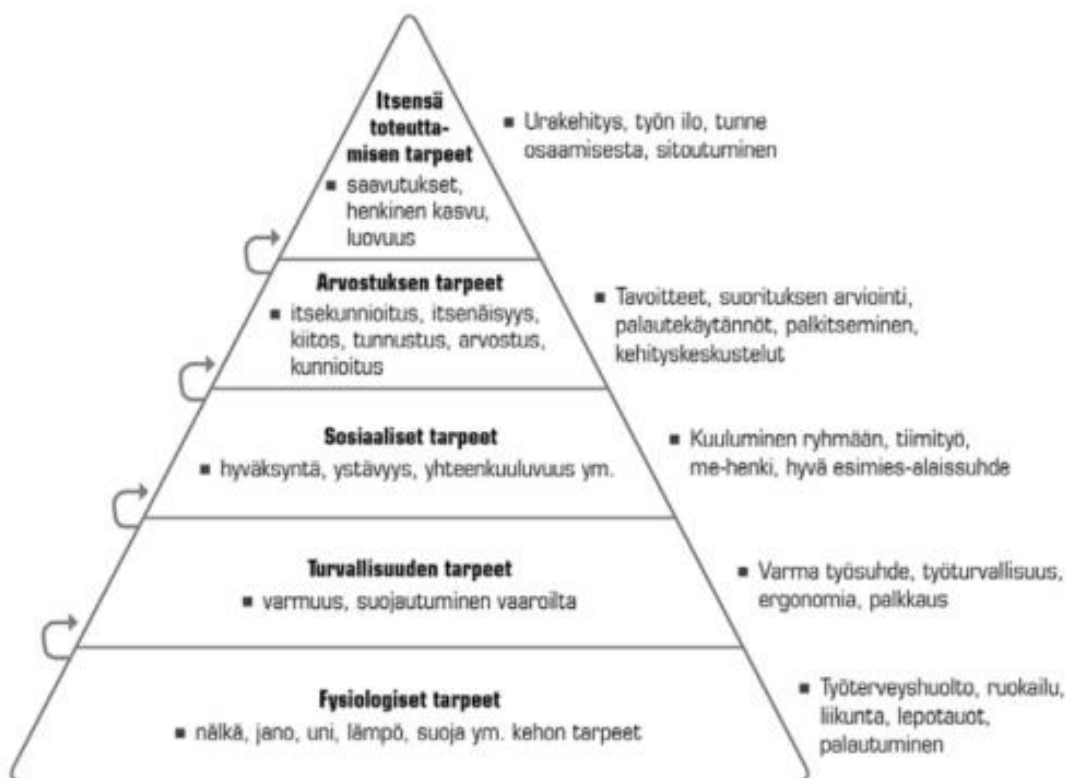 Itsensä
toteutta-
misen tarpeet
▪ saavutukset,
henkinen kasvu,
luovuus
▪ Urakehitys, työn ilo, tunne
osaamisesta, sitoutuminen
Arvostuksen tarpeet
▪ itsekunnioitus, itsenäisyys,
kiitos, tunnustus, arvostus,
kunnioitus
▪ Tavoitteet, suorituksen arviointi,
palautekäytännöt, palkitseminen,
kehityskeskustelut
Sosiaaliset tarpeet
▪ hyväksyntä, ystävyys, yhteenkuuluvuus ym.
▪ Kuuluminen ryhmään, tiimityö,
me-henki, hyvä esimies-alaissuhde
Turvallisuuden tarpeet
▪ varmuus, suojautuminen vaaroilta
▪ Varma työsuhde, työturvallisuus,
ergonomia, palkkaus
Fysiologiset tarpeet
▪ nälkä, jano, uni, lämpö, suoja ym. kehon tarpeet
▪ Työterveyshuolto, ruokailu,
liikunta, lepotauot,
palautuminen